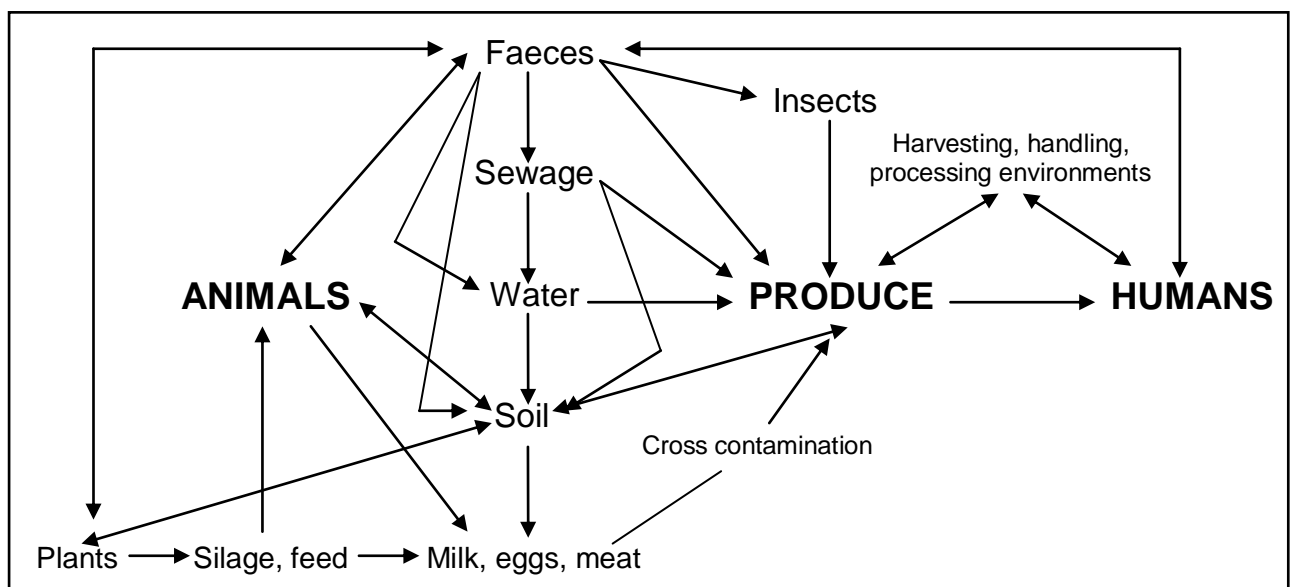 Faeces
Insects
Harvesting, handling,
processing environments
Sewage
ANIMALS
Water
PRODUCE
HUMANS
Soil
Cross contamination
Plants
Silage, feed
Milk, eggs, meat